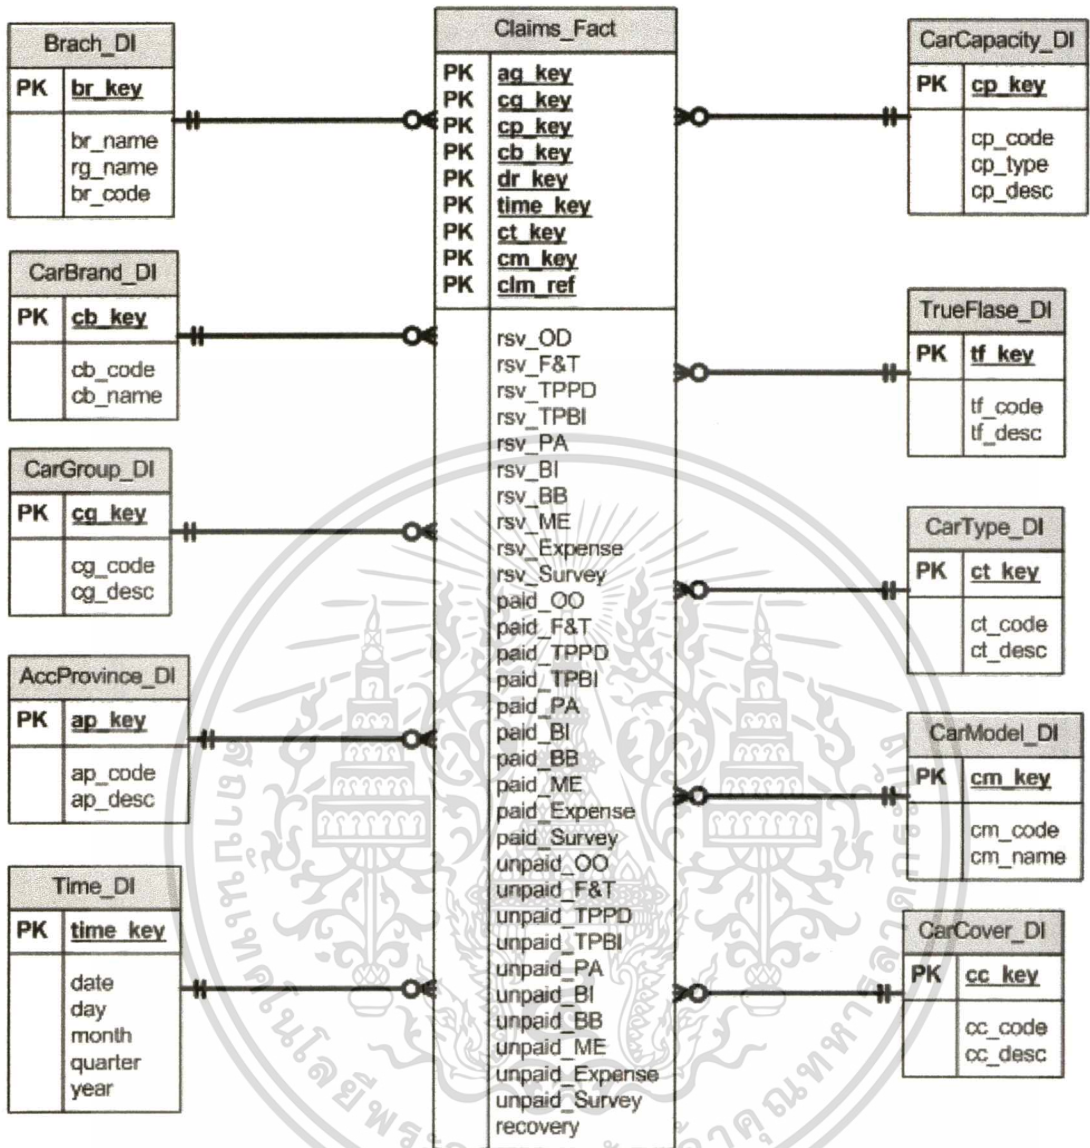 Brach_DI
PK br_key
br_name
rg_name
br_code
CarBrand_DI
PK cb_key
cb_code
cb_name
CarGroup_DI
PK cg_key
cg_code
cg_desc
AccProvince_DI
PK ap_key
ap_code
ap_desc
Time_DI
PK time_key
date
day
month
quarter
year
Claims_Fact
PK ag_key
PK cg_key
PK cp_key
PK cb_key
PK dr_key
PK time_key
PK ct_key
PK cm_key
PK clm_ref
rsv_OD
rsv_F&T
rsv_TPPD
rsv_TPBI
rsv_PA
rsv_BI
rsv_BB
rsv_ME
rsv_Expense
rsv_Survey
paid_OO
paid_F&T
paid_TPPD
paid_TPBI
paid_PA
paid_BI
paid_BB
paid_ME
paid_Expense
paid_Survey
unpaid_OO
unpaid_F&T
unpaid_TPPD
unpaid_TPBI
unpaid_PA
unpaid_BI
unpaid_BB
unpaid_ME
unpaid_Expense
unpaid_Survey
recovery
CarCapacity_DI
PK cp_key
cp_code
cp_type
cp_desc
TrueFlase_DI
PK tf_key
tf_code
tf_desc
CarType_DI
PK ct_key
ct_code
ct_desc
CarModel_DI
PK cm_key
cm_code
cm_name
CarCover_DI
PK cc_key
cc_code
cc_desc